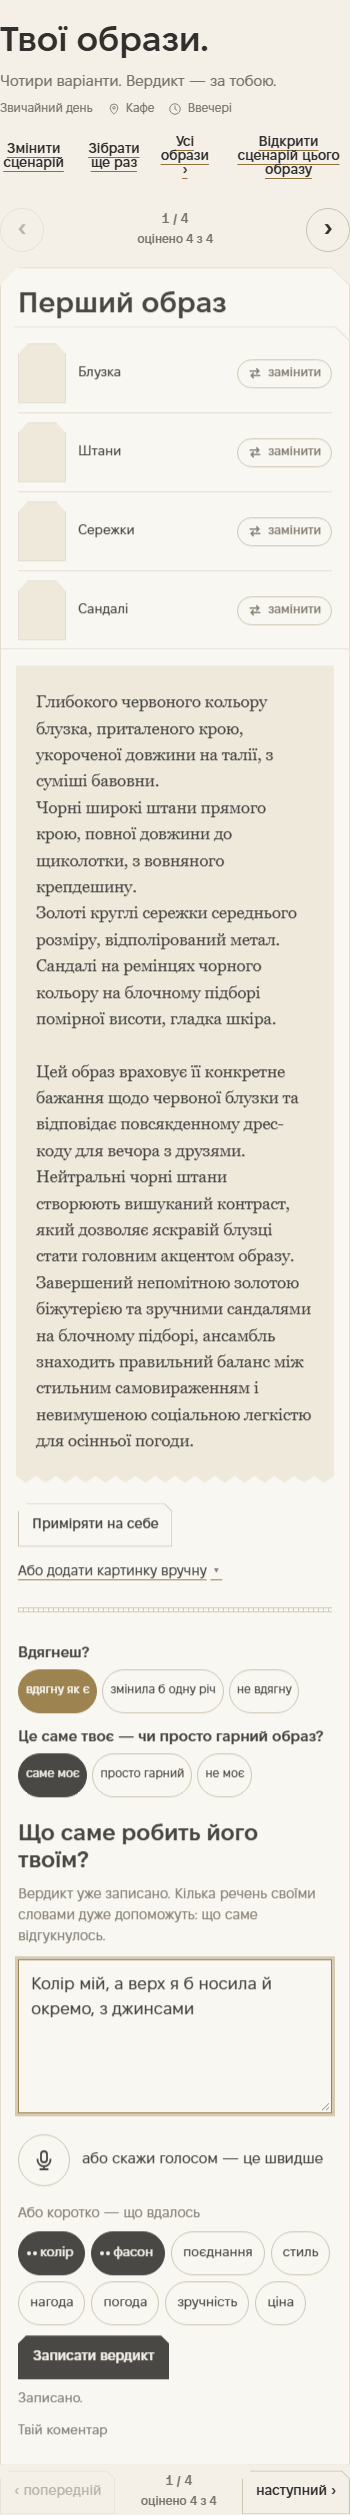 Твої образи.
Чотири варіанти. Вердикт — за тобою.
Звичайний день Кафе Ввечері
Змінити
сценарій
Зібрати
ще раз
Усі
образи
›
Відкрити
сценарій цього
образу
‹
1 / 4
оцінено 4 з 4
›
Перший образ
Блузка
замінити
Штани
замінити
Сережки
замінити
Сандалі
замінити
Глибокого червоного кольору
блузка, приталеного крою,
укороченої довжини на талії, з
суміші бавовни.
Чорні широкі штани прямого
крою, повної довжини до
щиколотки, з вовняного
крепдешину.
Золоті круглі сережки середнього
розміру, відполірований метал.
Сандалі на ремінцях чорного
кольору на блочному підборі
помірної висоти, гладка шкіра.
Цей образ враховує її конкретне
бажання щодо червоної блузки та
відповідає повсякденному дрес-
коду для вечора з друзями.
Нейтральні чорні штани
створюють вишуканий контраст,
який дозволяє яскравій блузці
стати головним акцентом образу.
Завершений непомітною золотою
біжутерією та зручними сандалями
на блочному підборі, ансамбль
знаходить правильний баланс між
стильним самовираженням і
невимушеною соціальною легкістю
для осінньої погоди.
Приміряти на себе
Або додати картинку вручну
Вдягнеш?
вдягну як є
змінила б одну річ
не вдягну
Це саме твоє — чи просто гарний образ?
саме моє
просто гарний
не моє
Що саме робить його
твоїм?
Вердикт уже записано. Кілька речень своїми
словами дуже допоможуть: що саме
відгукнулось.
Колір мій, а верх я б носила й
окремо, з джинсами
або скажи голосом — це швидше
Або коротко — що вдалось
колір
фасон
поєднання
стиль
нагода
погода
зручність
ціна
Записати вердикт
Записано.
Твій коментар
‹ попередній
1 / 4
оцінено 4 з 4
наступний ›